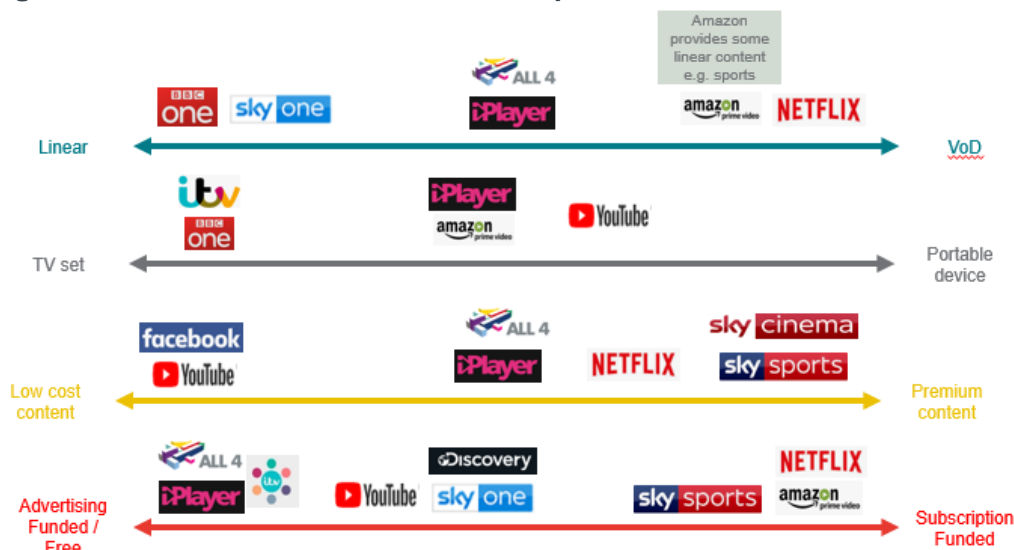 Amazon
provides some
linear content
e.g. sports
ALL 4
BBC
one
sky one
iPlayer
amazon
prime video
NETFLIX
Linear
VoD
itv
iPlayer
BBC
one
amazon
prime video
YouTube
TV set
Portable
device
facebook
ALL 4
sky cinema
YouTube
iPlayer
NETFLIX
sky sports
Low cost
content
Premium
content
ALL 4
itv
Discovery
NETFLIX
iPlayer
YouTube
sky one
sky sports
amazon
prime video
Advertising
Funded /
Free
Subscription
Funded